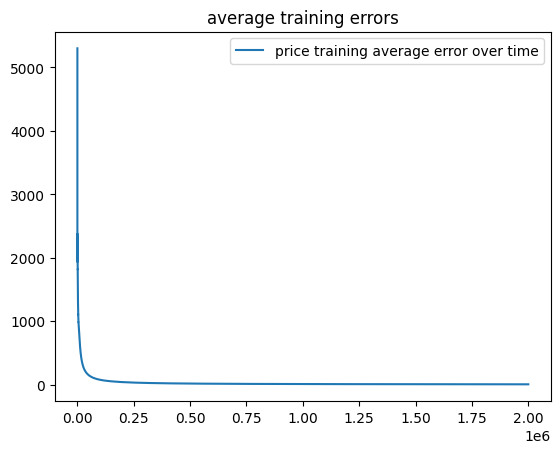 average training errors
price training average error over time
5000
4000
3000
2000
1000
0
0.00 0.25 0.50 0.75 1.00 1.25 1.50 1.75 2.00
1e6